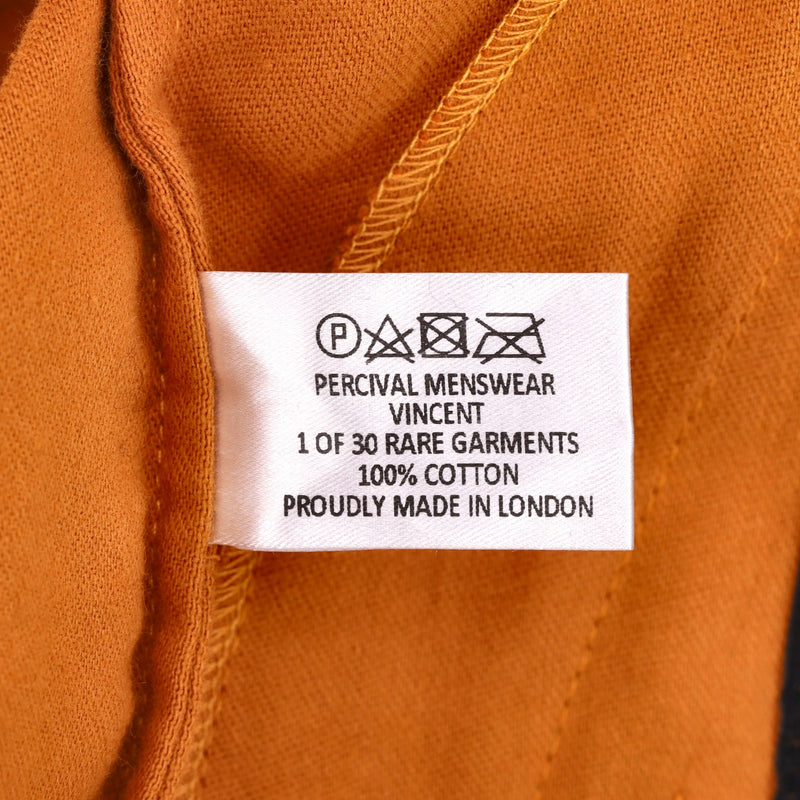 P
PERCIVAL MENSWEAR
VINCENT
1 OF 30 RARE GARMENTS
100% COTTON
PROUDLY MADE IN LONDON